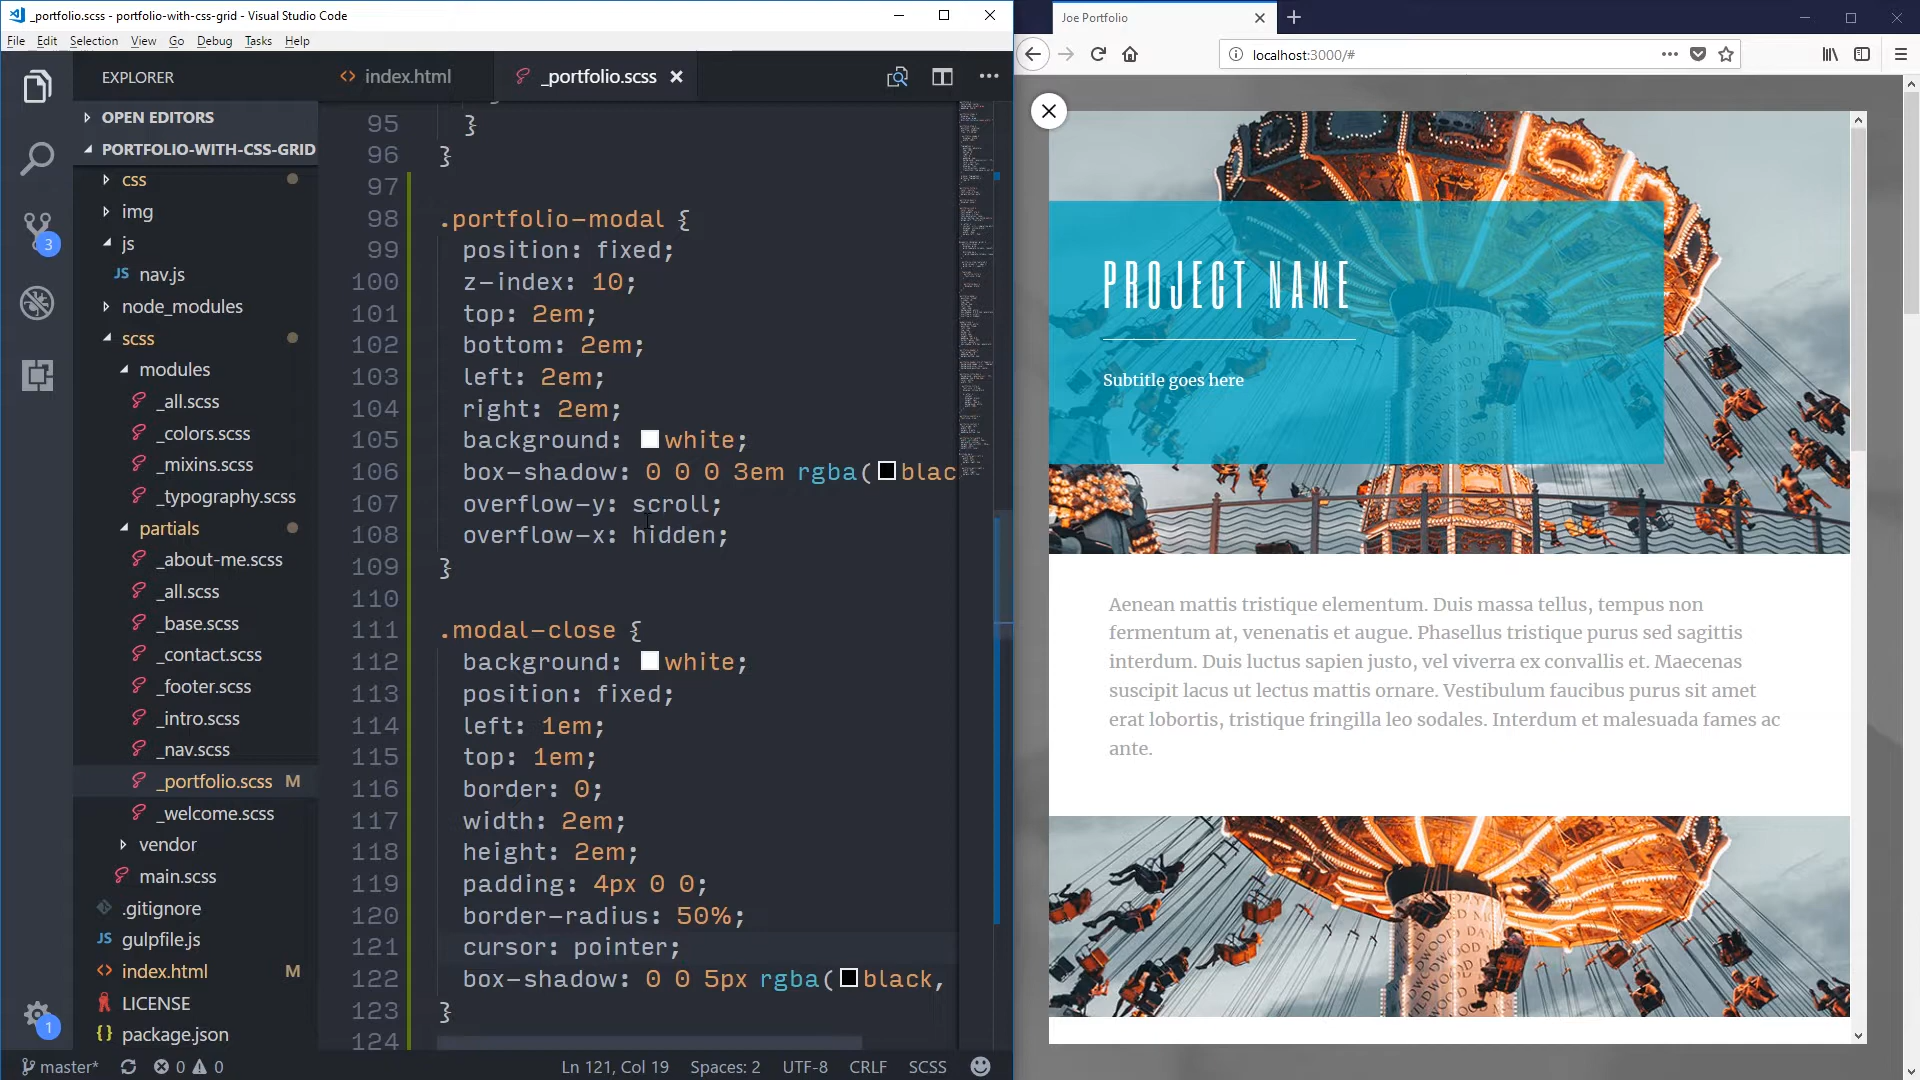 _portfolio.scss - portfolio-with-css-grid - Visual Studio Code
File Edit Selection View Go Debug Tasks Help
EXPLORER
OPEN EDITORS
PORTFOLIO-WITH-CSS-GRID
css
img
js
JS nav.js
node_modules
scss
modules
_all.scss
_colors.scss
_mixins.scss
_typography.scss
partials
_about-me.scss
_all.scss
_base.scss
_contact.scss
_footer.scss
_intro.scss
_nav.scss
_portfolio.scss M
_welcome.scss
vendor
main.scss
.gitignore
JS gulpfile.js
<> index.html M
LICENSE
{} package.json
3
1
<> index.html
_portfolio.scss
95 }
96 }
97
98 .portfolio-modal {
99 position: fixed;
100 z-index: 10;
101 top: 2em;
102 bottom: 2em;
103 left: 2em;
104 right: 2em;
105 background: white;
106 box-shadow: 0 0 0 3em rgba(blac
107 overflow-y: scroll;
108 overflow-x: hidden;
109 }
110
111 .modal-close {
112 background: white;
113 position: fixed;
114 left: 1em;
115 top: 1em;
116 border: 0;
117 width: 2em;
118 height: 2em;
119 padding: 4px 0 0;
120 border-radius: 50%;
121 cursor: pointer;
122 box-shadow: 0 0 5px rgba(black,
123 }
124
master* 0 0 Ln 121, Col 19 Spaces: 2 UTF-8 CRLF SCSS
Joe Portfolio
localhost:3000/#
PROJECT NAME
Subtitle goes here
Aenean mattis tristique elementum. Duis massa tellus, tempus non
fermentum at, venenatis et augue. Phasellus tristique purus sed sagittis
interdum. Duis luctus sapien justo, vel viverra ex convallis et. Maecenas
suscipit lacus ut lectus mattis ornare. Vestibulum faucibus purus sit amet
erat lobortis, tristique fringilla leo sodales. Interdum et malesuada fames ac
ante.